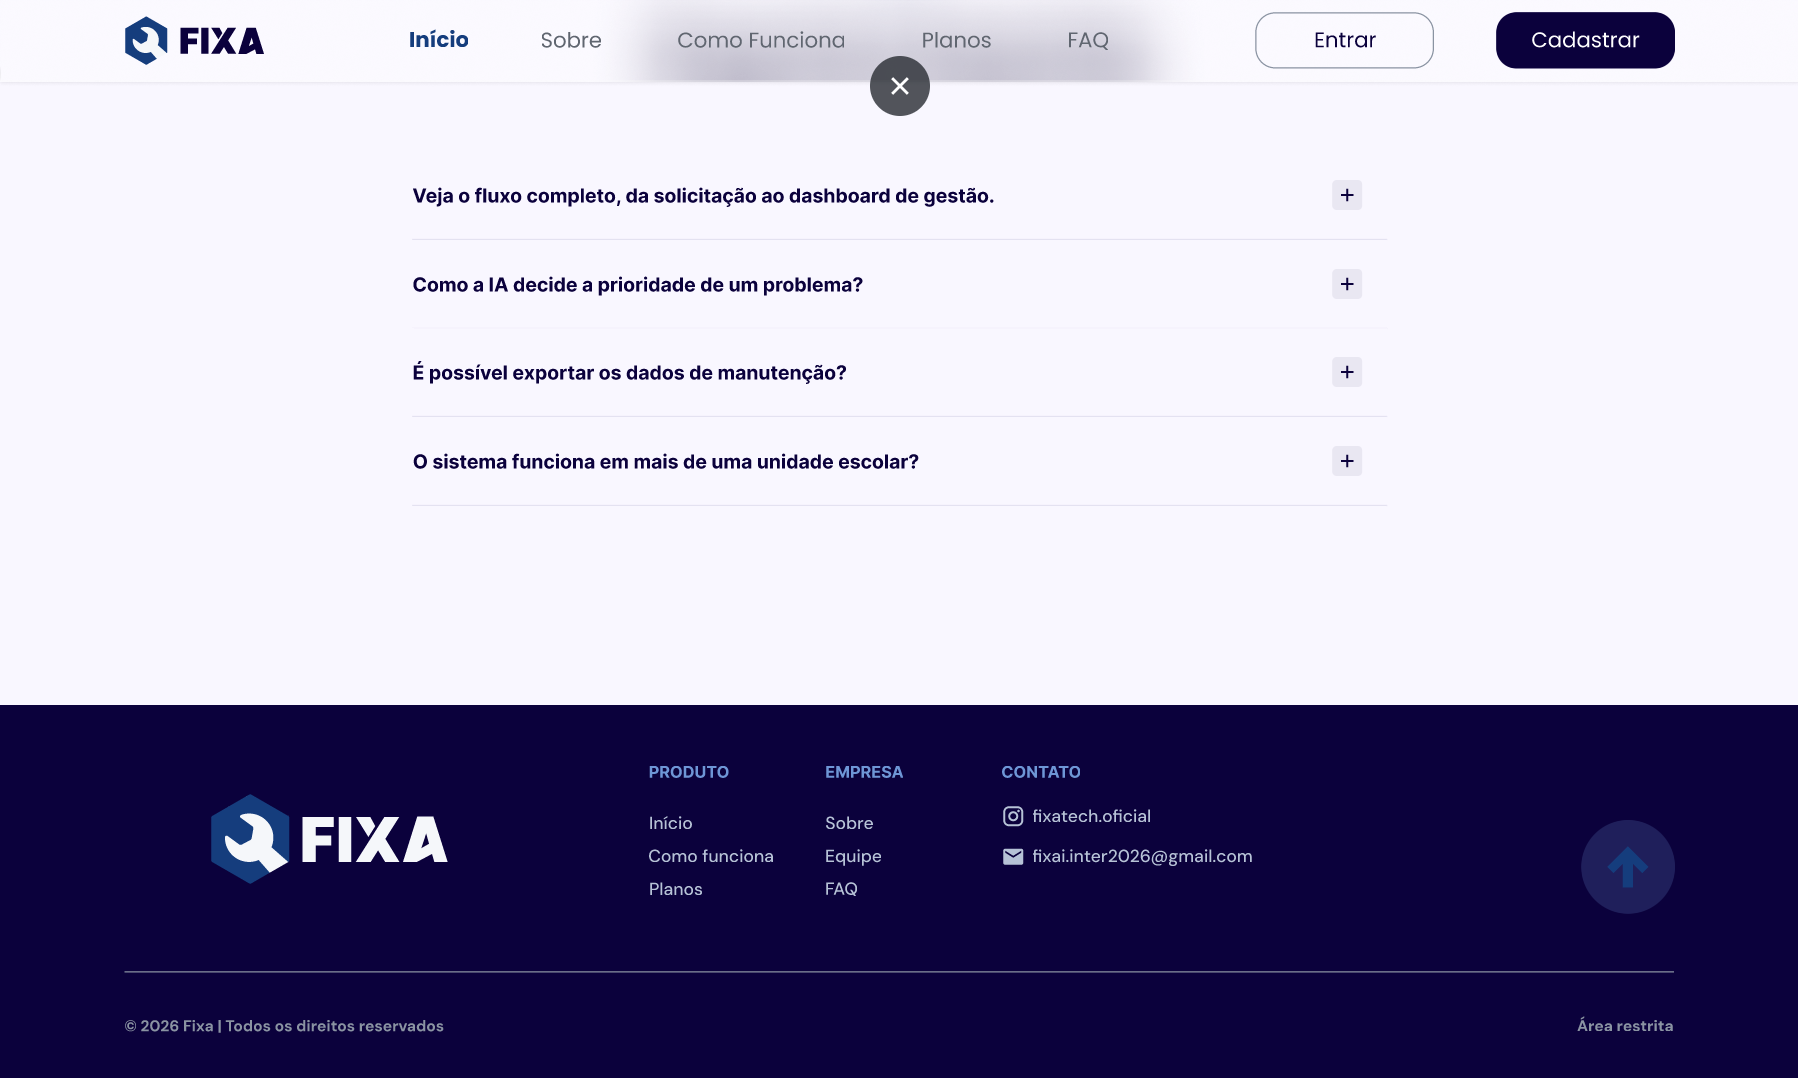 FIXA
Início
Sobre
Como Funciona
Planos
FAQ
Entrar
Cadastrar
Veja o fluxo completo, da solicitação ao dashboard de gestão.
Como a IA decide a prioridade de um problema?
É possível exportar os dados de manutenção?
O sistema funciona em mais de uma unidade escolar?
FIXA
PRODUTO
Início
Como funciona
Planos
EMPRESA
Sobre
Equipe
FAQ
CONTATO
fixatech.oficial
fixai.inter2026@gmail.com
© 2026 Fixa | Todos os direitos reservados
Área restrita